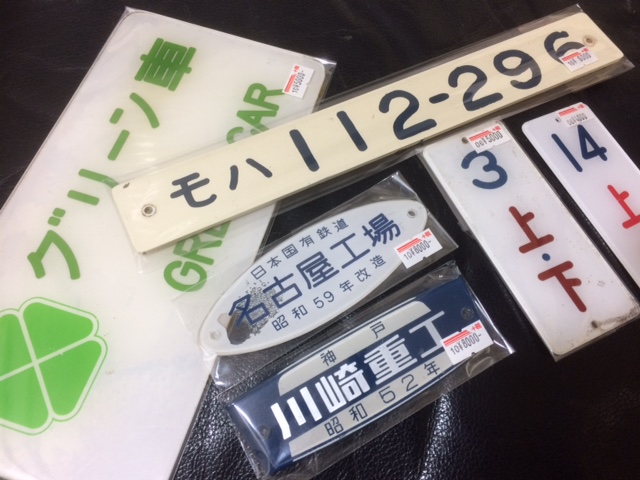 グリーン車
GREEN CAR
モハ112-296
3
上・下
14
上
日本国有鉄道
名古屋工場
昭和59年改造
神戸
川崎重工
昭和52年